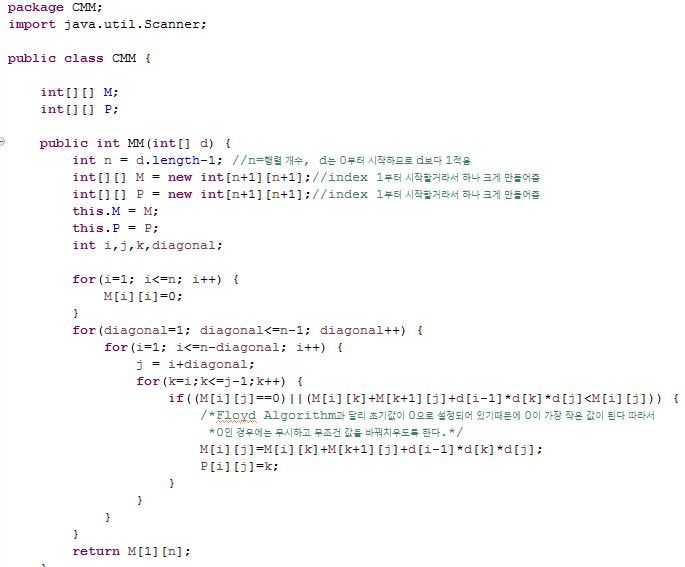 package CMM;
import java.util.Scanner;
public class CMM {
int[][] M;
int[][] P;
public int MM(int[] d) {
int n = d.length-1; //n=행렬 개수, d는 0부터 시작하므로 d보다 1적음
int[][] M = new int[n+1][n+1];//index 1부터 시작할거라서 하나 크게 만들어줌
int[][] P = new int[n+1][n+1];//index 1부터 시작할거라서 하나 크게 만들어줌
this.M = M;
this.P = P;
int i,j,k,diagonal;
for(i=1; i<=n; i++) {
M[i][i]=0;
}
for(diagonal=1; diagonal<=n-1; diagonal++) {
for(i=1; i<=n-diagonal; i++) {
j = i+diagonal;
for(k=i;k<=j-1;k++) {
if((M[i][j]==0)||(M[i][k]+M[k+1][j]+d[i-1]*d[k]*d[j]<M[i][j])) {
/*Floyd Algorithm과 달리 초기값이 0으로 설정되어 있기때문에 0이 가장 작은 값이 된다 따라서
*0인 경우에는 무시하고 무조건 값을 바꿔치우도록 한다.*/
M[i][j]=M[i][k]+M[k+1][j]+d[i-1]*d[k]*d[j];
P[i][j]=k;
}
}
}
}
return M[1][n];